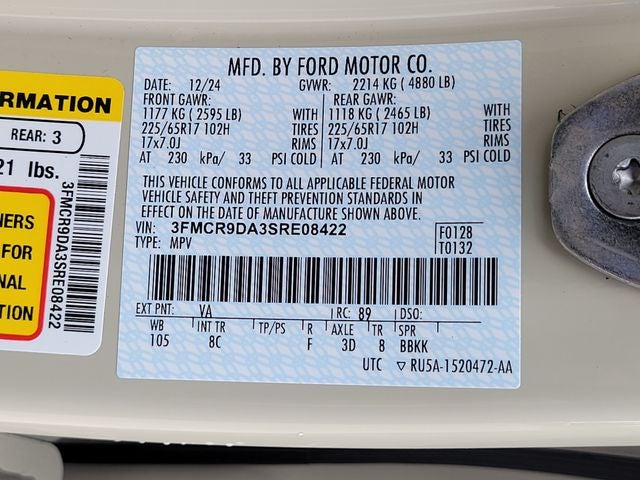 ORMATION
REAR: 3
21 lbs.
NERS
FOR
NAL
TION
3FMCR9DA3SRE08422
MFD. BY FORD MOTOR CO.
DATE: 12/24 GVWR: 2214 KG ( 4880 LB)
FRONT GAWR: REAR GAWR:
1177 KG ( 2595 LB) WITH 1118 KG ( 2465 LB) WITH
225/65R17 102H TIRES 225/65R17 102H TIRES
17x7.0J RIMS 17x7.0J RIMS
AT 230 kPa/ 33 PSI COLD AT 230 kPa/ 33 PSI COLD
THIS VEHICLE CONFORMS TO ALL APPLICABLE FEDERAL MOTOR
VEHICLE SAFETY AND THEFT PREVENTION STANDARDS IN
EFFECT ON THE DATE OF MANUFACTURE SHOWN ABOVE.
VIN: 3FMCR9DA3SRE08422 F0128
TYPE: MPV T0132
EXT PNT: VA RC: 89 DSO:
WB INT TR TP/PS R AXLE TR SPR
105 8C F 3D 8 BBKK
UTC ▽ RU5A-1520472-AA